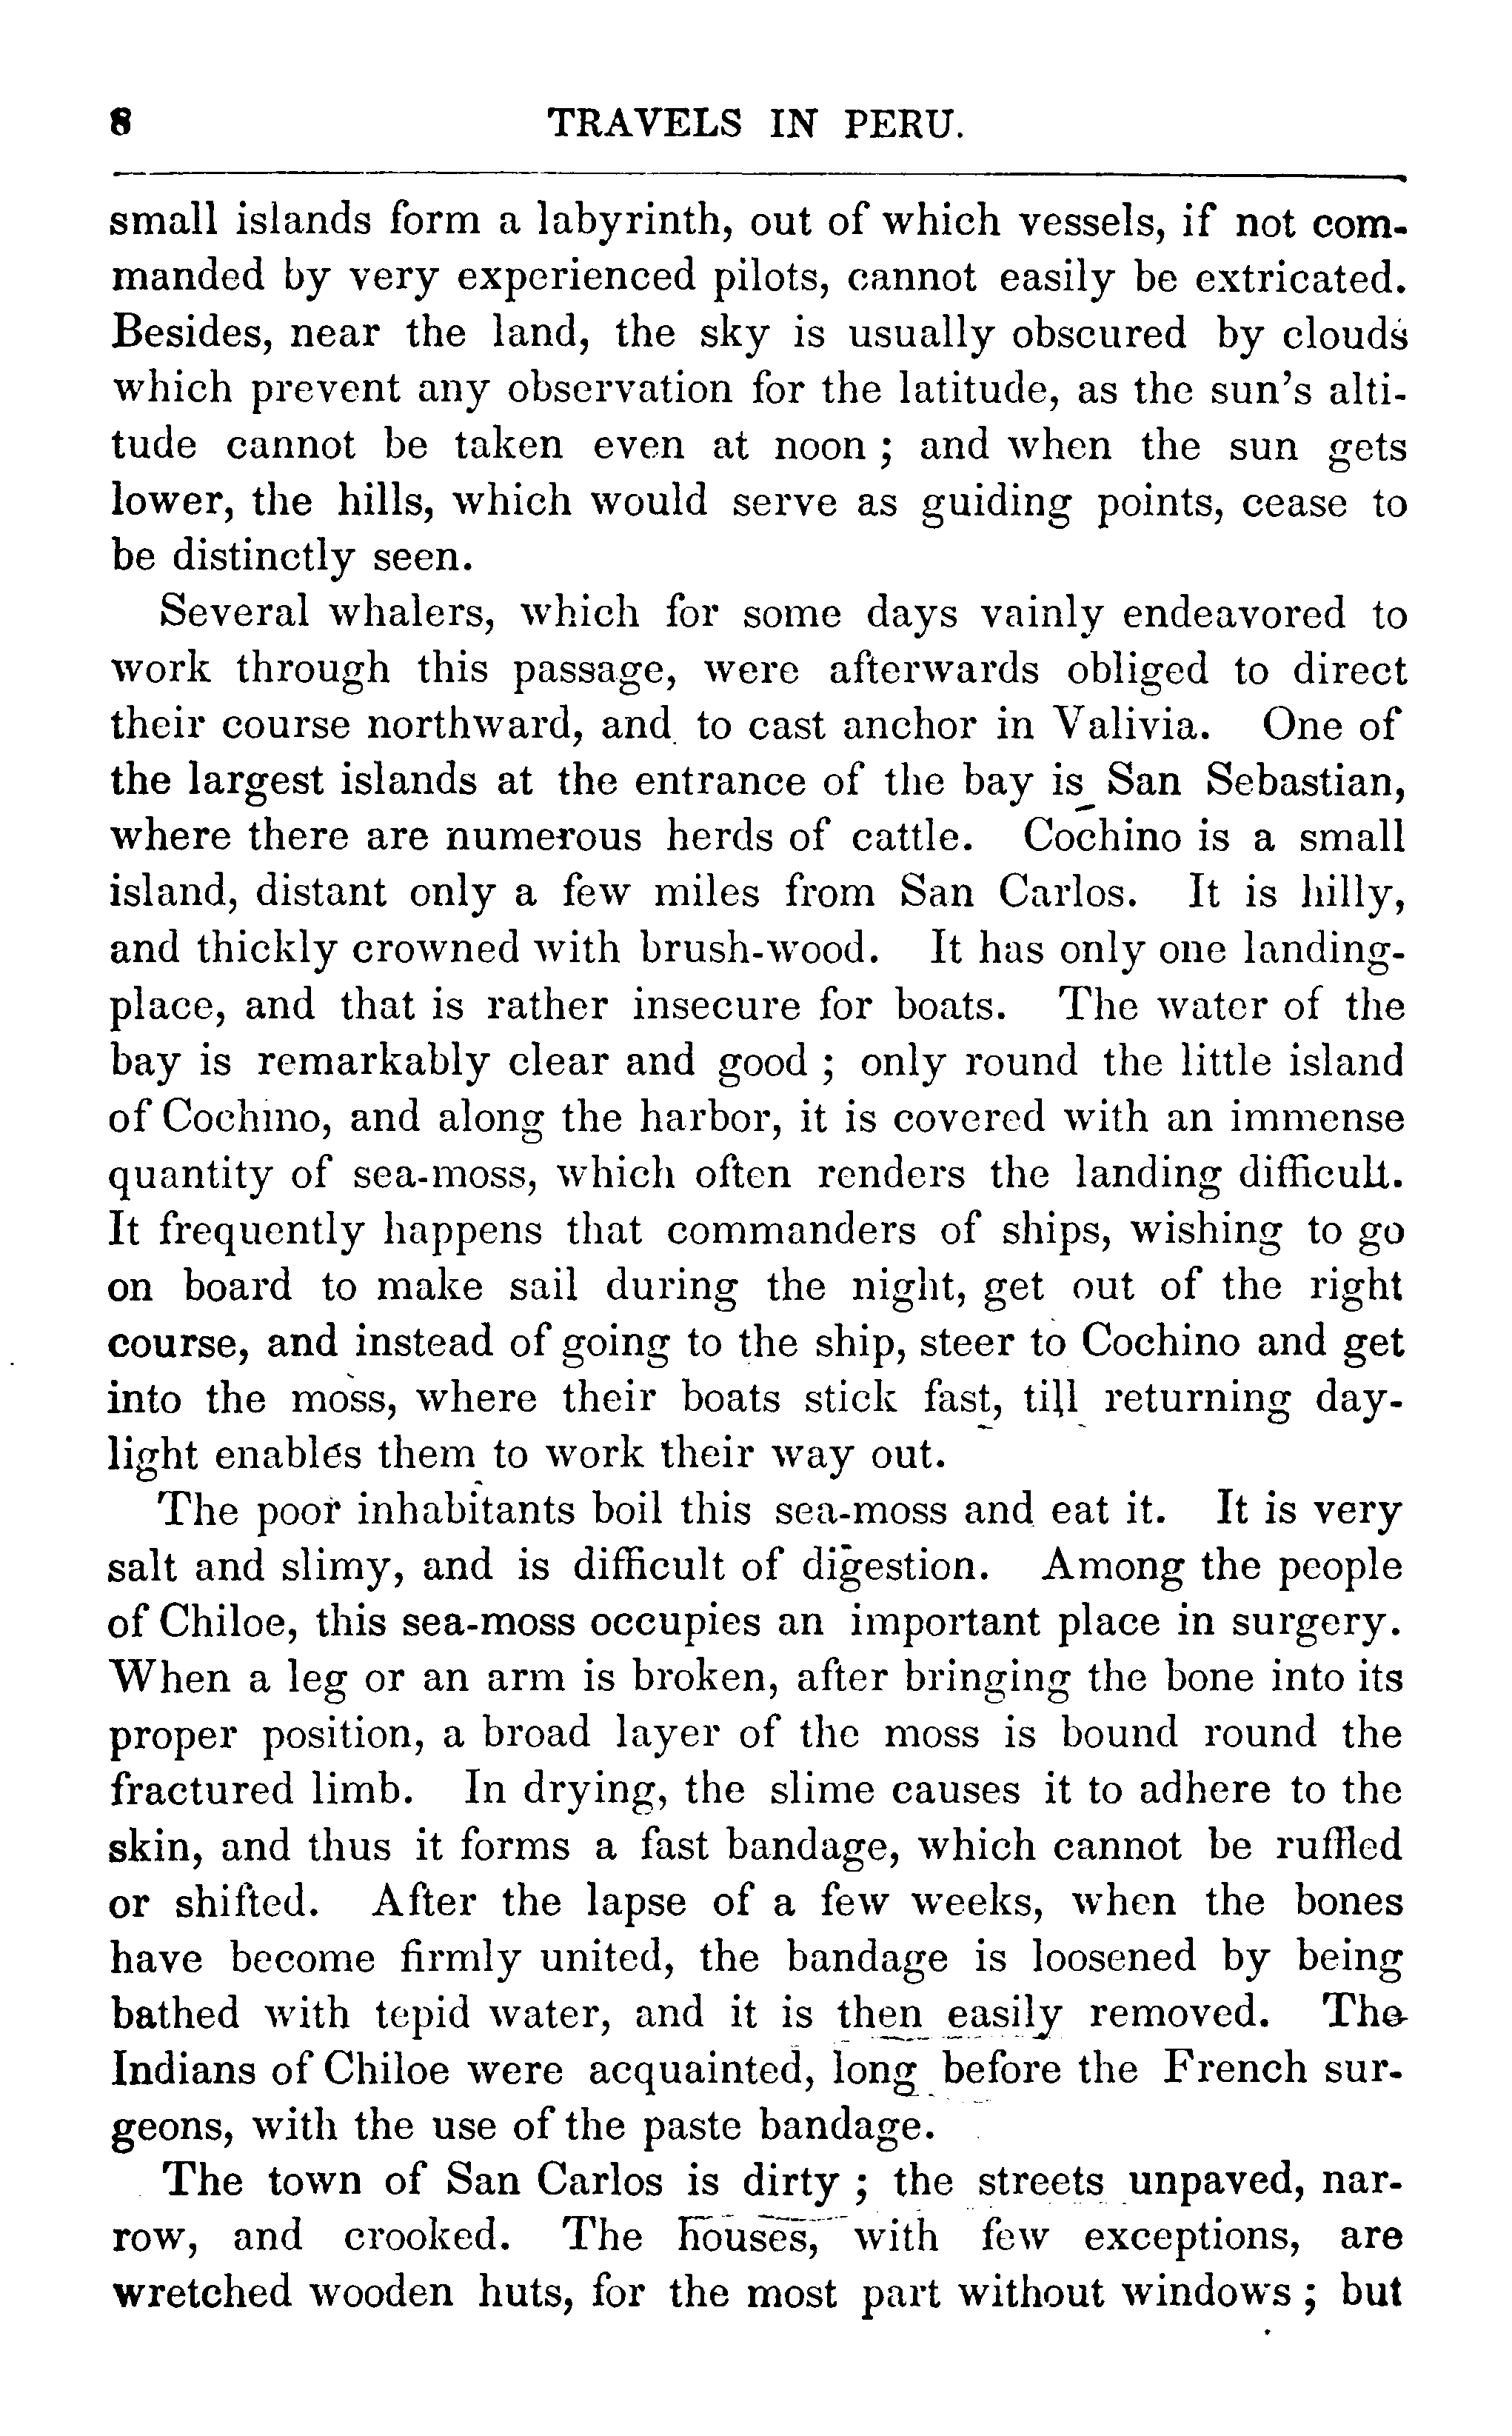 8 TRAVELS IN PERU.
small islands form a labyrinth, out of which vessels, if not com-
manded by very experienced pilots, cannot easily be extricated.
Besides, near the land, the sky is usually obscured by clouds
which prevent any observation for the latitude, as the sun's alti-
tude cannot be taken even at noon ; and when the sun gets
lower, the hills, which would serve as guiding points, cease to
be distinctly seen.
Several whalers, which for some days vainly endeavored to
work through this passage, were afterwards obliged to direct
their course northward, and to cast anchor in Valivia. One of
the largest islands at the entrance of the bay is San Sebastian,
where there are numerous herds of cattle. Cochino is a small
island, distant only a few miles from San Carlos. It is hilly,
and thickly crowned with brush-wood. It has only one landing-
place, and that is rather insecure for boats. The water of the
bay is remarkably clear and good ; only round the little island
of Cochino, and along the harbor, it is covered with an immense
quantity of sea-moss, which often renders the landing difficult.
It frequently happens that commanders of ships, wishing to go
on board to make sail during the night, get out of the right
course, and instead of going to the ship, steer to Cochino and get
into the moss, where their boats stick fast, till returning day-
light enables them to work their way out.
The poor inhabitants boil this sea-moss and eat it. It is very
salt and slimy, and is difficult of digestion. Among the people
of Chiloe, this sea-moss occupies an important place in surgery.
When a leg or an arm is broken, after bringing the bone into its
proper position, a broad layer of the moss is bound round the
fractured limb. In drying, the slime causes it to adhere to the
skin, and thus it forms a fast bandage, which cannot be ruffled
or shifted. After the lapse of a few weeks, when the bones
have become firmly united, the bandage is loosened by being
bathed with tepid water, and it is then easily removed. The
Indians of Chiloe were acquainted, long before the French sur-
geons, with the use of the paste bandage.
The town of San Carlos is dirty ; the streets unpaved, nar-
row, and crooked. The houses, with few exceptions, are
wretched wooden huts, for the most part without windows ; but